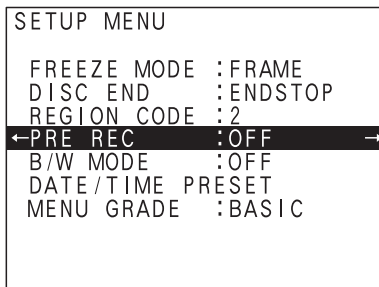 SETUP MENU
FREEZE MODE :FRAME
DISC END :ENDSTOP
REGION CODE :2
←PRE REC :OFF →
B/W MODE :OFF
DATE/TIME PRESET
MENU GRADE :BASIC